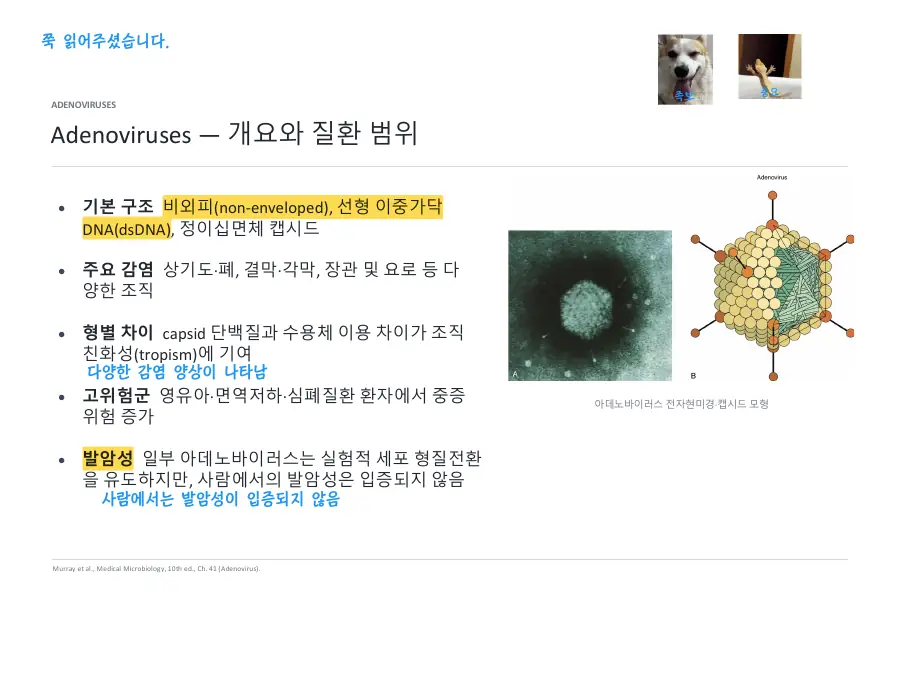 쭉 읽어주셨습니다.
족보
중요
ADENOVIRUSES
Adenoviruses — 개요와 질환 범위
기본 구조 비외피(non-enveloped), 선형 이중가닥
DNA(dsDNA), 정이십면체 캡시드
주요 감염 상기도·폐, 결막·각막, 장관 및 요로 등 다
양한 조직
형별 차이 capsid 단백질과 수용체 이용 차이가 조직
친화성(tropism)에 기여
다양한 감염 양상이 나타남
고위험군 영유아·면역저하·심폐질환 환자에서 중증
위험 증가
발암성 일부 아데노바이러스는 실험적 세포 형질전환
을 유도하지만, 사람에서의 발암성은 입증되지 않음
사람에서는 발암성이 입증되지 않음
Adenovirus
A
B
아데노바이러스 전자현미경·캡시드 모형
Murray et al., Medical Microbiology, 10th ed., Ch. 41 (Adenovirus).